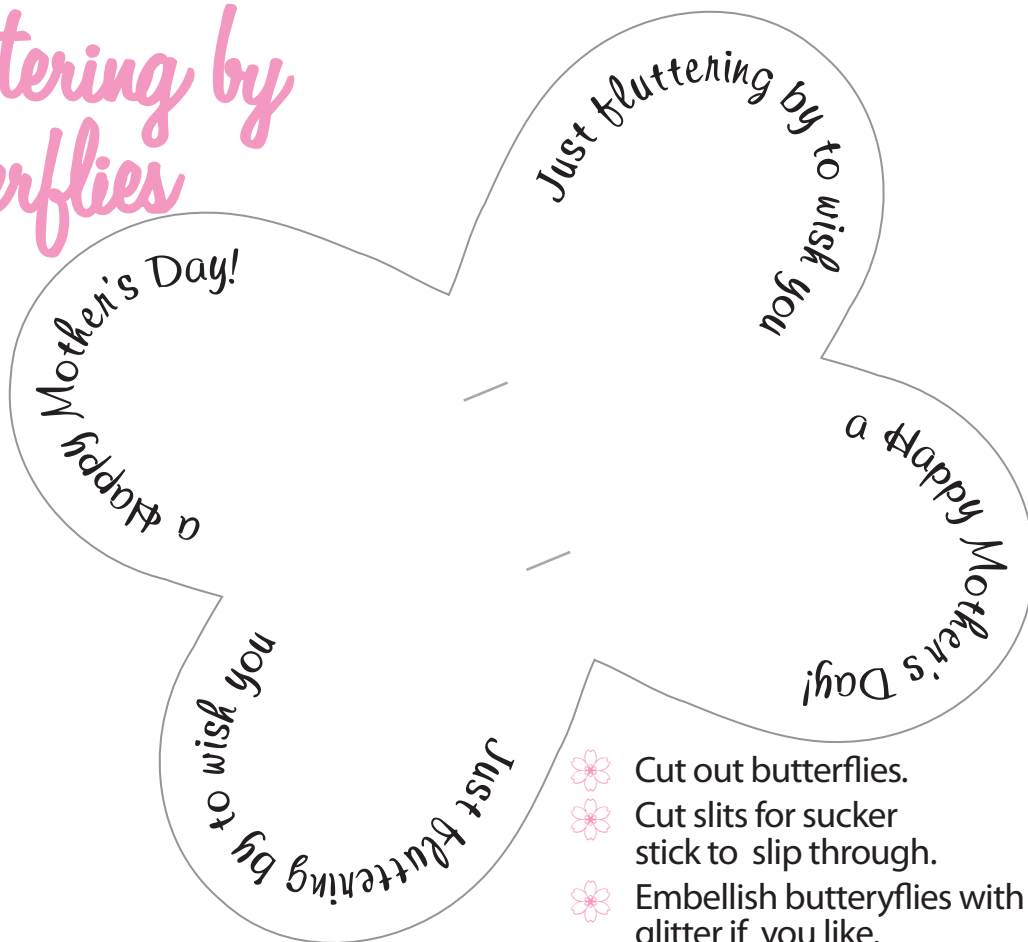 tering by
erflies
Just fluttering by to wish you
a Happy Mother's Day!
a Happy Mother's Day!
Just fluttering by to wish you
Cut out butterflies.
Cut slits for sucker
stick to slip through.
Embellish butteryflies with
glitter if you like.